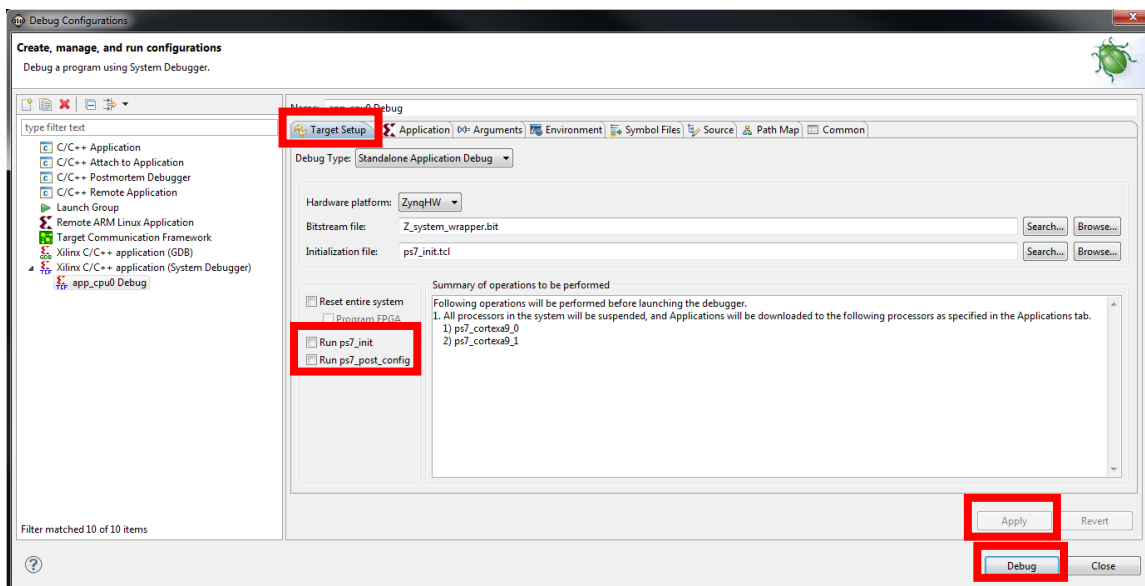 Debug Configurations
Create, manage, and run configurations
Debug a program using System Debugger.
type filter text
C/C++ Application
C/C++ Attach to Application
C/C++ Postmortem Debugger
C/C++ Remote Application
Launch Group
Remote ARM Linux Application
Target Communication Framework
Xilinx C/C++ application (GDB)
Xilinx C/C++ application (System Debugger)
app_cpu0 Debug
Filter matched 10 of 10 items
Name: app_cpu0 Debug
Target Setup Application Arguments Environment Symbol Files Source Path Map Common
Debug Type: Standalone Application Debug
Hardware platform: ZynqHW
Bitstream file: Z_system_wrapper.bit Search... Browse...
Initialization file: ps7_init.tcl Search... Browse...
Reset entire system
Program FPGA
Run ps7_init
Run ps7_post_config
Summary of operations to be performed
Following operations will be performed before launching the debugger.
1. All processors in the system will be suspended, and Applications will be downloaded to the following processors as specified in the Applications tab.
1) ps7_cortexa9_0
2) ps7_cortexa9_1
Apply Revert
Debug Close